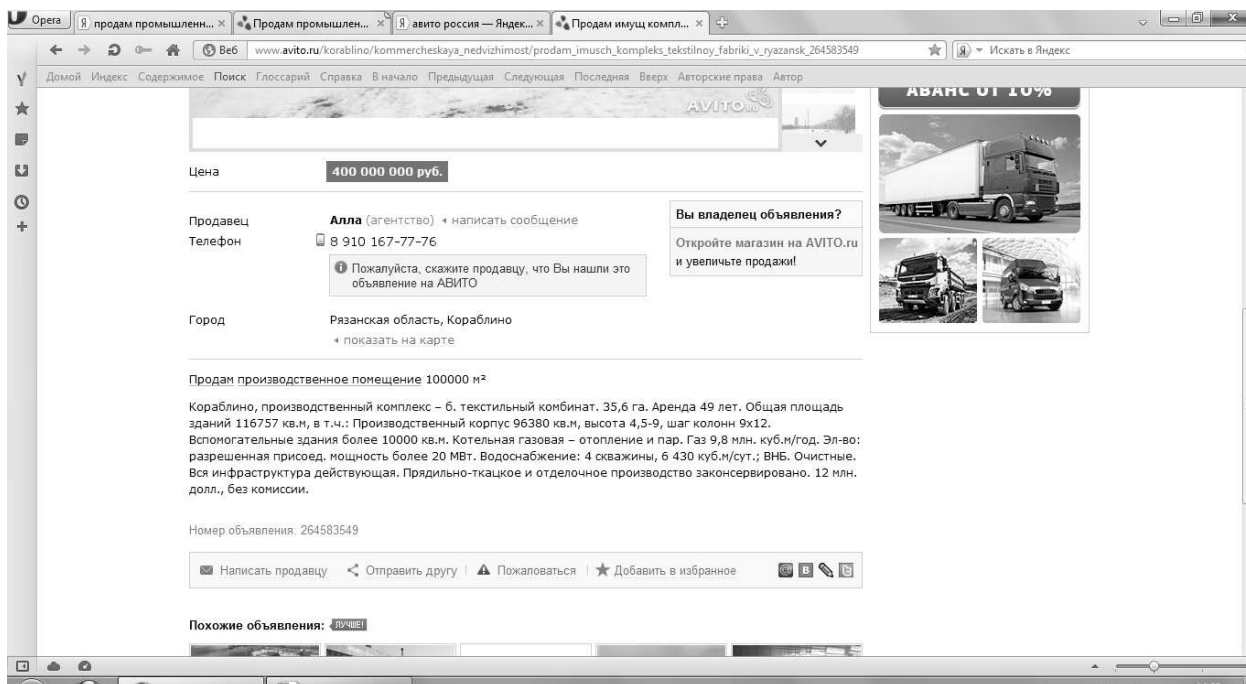 Opera
продам промышленн...
Продам промышлен...
авито россия — Яндек...
Продам имущ компл...
Веб
www.avito.ru/korablino/kommercheskaya_nedvizhimost/prodam_imusch_kompleks_tekstilnoy_fabriki_v_ryazansk_264583549
Искать в Яндекс
Домой Индекс Содержимое Поиск Глоссарий Справка В начало Предыдущая Следующая Последняя Вверх Авторские права Автор
AVITO.ru
АВАНС ОТ 10%
Цена 400 000 000 руб.
Продавец Алла (агентство) написать сообщение
Телефон 8 910 167-77-76
Пожалуйста, скажите продавцу, что Вы нашли это
объявление на АВИТО
Вы владелец объявления?
Откройте магазин на AVITO.ru
и увеличьте продажи!
Город Рязанская область, Кораблино
показать на карте
Продам производственное помещение 100000 м²
Кораблино, производственный комплекс – б. текстильный комбинат. 35,6 га. Аренда 49 лет. Общая площадь
зданий 116757 кв.м, в т.ч.: Производственный корпус 96380 кв.м, высота 4,5-9, шаг колонн 9х12.
Вспомогательные здания более 10000 кв.м. Котельная газовая – отопление и пар. Газ 9,8 млн. куб.м/год. Эл-во:
разрешенная присоед. мощность более 20 МВт. Водоснабжение: 4 скважины, 6 430 куб.м/сут.; ВНБ. Очистные.
Вся инфраструктура действующая. Прядильно-ткацкое и отделочное производство законсервировано. 12 млн.
долл., без комиссии.
Номер объявления: 264583549
Написать продавцу Отправить другу Пожаловаться Добавить в избранное
Похожие объявления: ЛУЧШЕ!